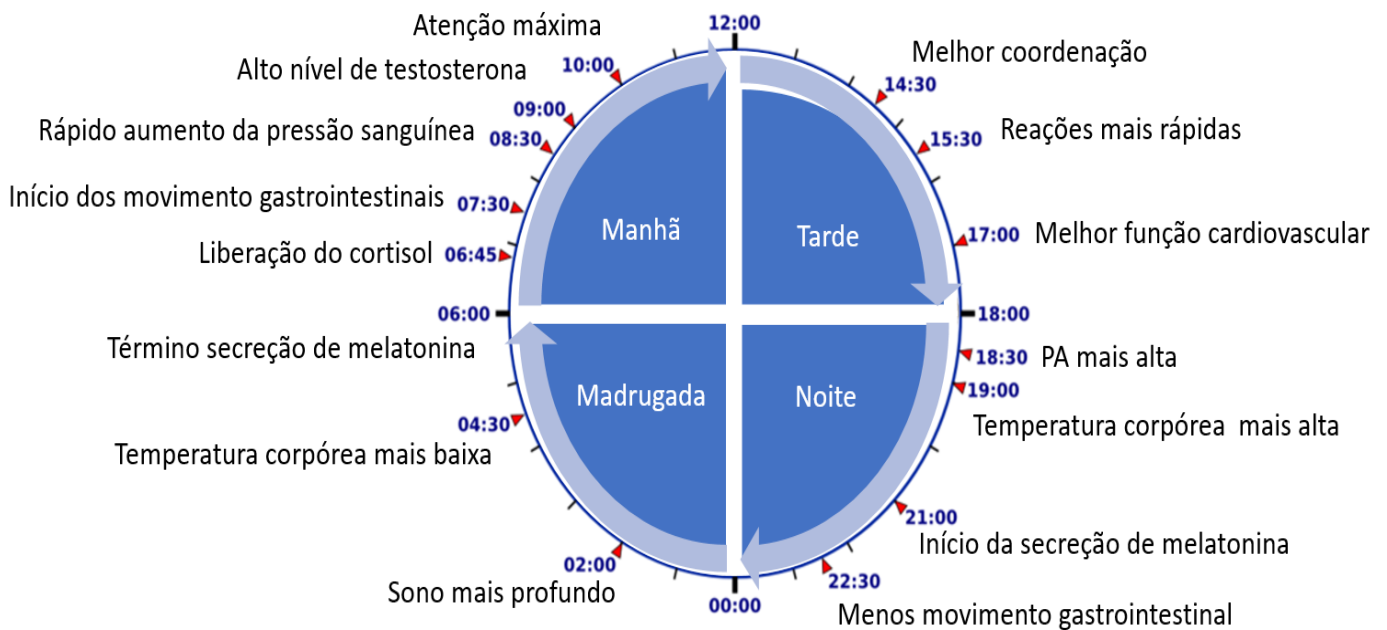 12:00
Melhor coordenação
14:30
Reações mais rápidas
15:30
17:00 Melhor função cardiovascular
18:00
18:30 PA mais alta
19:00
Temperatura corpórea mais alta
21:00
Início da secreção de melatonina
22:30
Menos movimento gastrointestinal
00:00
02:00
Sono mais profundo
04:30
Temperatura corpórea mais baixa
Término secreção de melatonina
06:00
Liberação do cortisol 06:45
Início dos movimento gastrointestinais 07:30
Rápido aumento da pressão sanguínea 08:30
09:00
Alto nível de testosterona
10:00
Atenção máxima
Manhã
Tarde
Madrugada
Noite